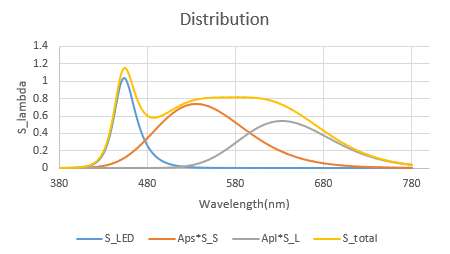 Distribution
1.4
1.2
1
0.8
0.6
0.4
0.2
0
S_lambda
380 480 580 680 780
Wavelength(nm)
S_LED Aps*S_S Apl*S_L S_total